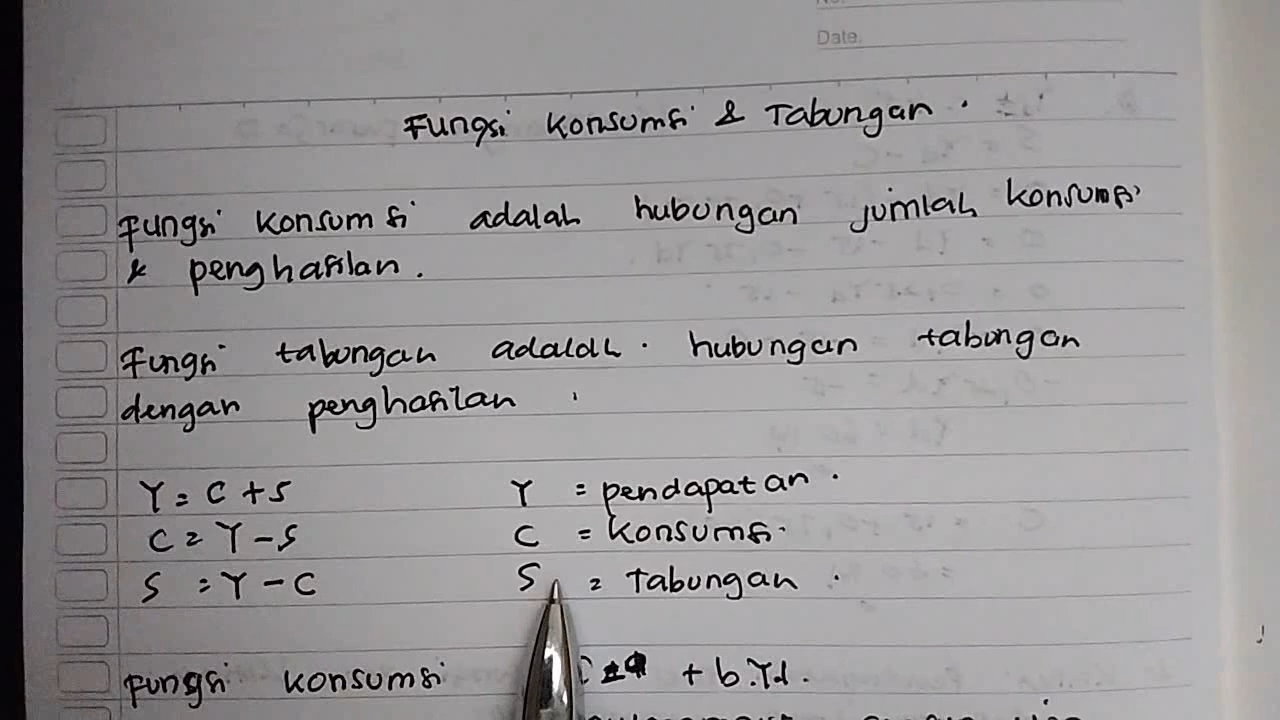 Date.
Fungsi konsumsi & Tabungan.
Fungsi konsumsi adalah hubungan jumlah konsumsi
& penghasilan.
Fungsi tabungan adalah. hubungan tabungan
dengan penghasilan.
Y = C + S Y = pendapatan.
C = Y - S C = Konsumsi.
S = Y - C S = Tabungan.
Fungsi konsumsi C = a + b.Yd.